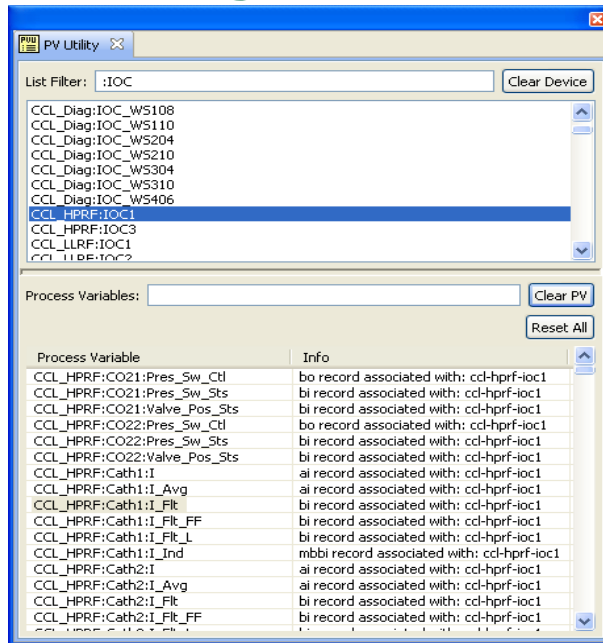 PV Utility
List Filter: :IOC Clear Device
CCL_Diag:IOC_WS108
CCL_Diag:IOC_WS110
CCL_Diag:IOC_WS204
CCL_Diag:IOC_WS210
CCL_Diag:IOC_WS304
CCL_Diag:IOC_WS310
CCL_Diag:IOC_WS406
CCL_HPRF:IOC1
CCL_HPRF:IOC3
CCL_LLRF:IOC1
CCL_LLRF:IOC2
Process Variables: Clear PV
Reset All
Process Variable Info
CCL_HPRF:CO21:Pres_Sw_Ctl bo record associated with: ccl-hprf-ioc1
CCL_HPRF:CO21:Pres_Sw_Sts bi record associated with: ccl-hprf-ioc1
CCL_HPRF:CO21:Valve_Pos_Sts bi record associated with: ccl-hprf-ioc1
CCL_HPRF:CO22:Pres_Sw_Ctl bo record associated with: ccl-hprf-ioc1
CCL_HPRF:CO22:Pres_Sw_Sts bi record associated with: ccl-hprf-ioc1
CCL_HPRF:CO22:Valve_Pos_Sts bi record associated with: ccl-hprf-ioc1
CCL_HPRF:Cath1:I ai record associated with: ccl-hprf-ioc1
CCL_HPRF:Cath1:I_Avg ai record associated with: ccl-hprf-ioc1
CCL_HPRF:Cath1:I_Flt bi record associated with: ccl-hprf-ioc1
CCL_HPRF:Cath1:I_Flt_FF bi record associated with: ccl-hprf-ioc1
CCL_HPRF:Cath1:I_Flt_L bi record associated with: ccl-hprf-ioc1
CCL_HPRF:Cath1:I_Ind mbbi record associated with: ccl-hprf-ioc1
CCL_HPRF:Cath2:I ai record associated with: ccl-hprf-ioc1
CCL_HPRF:Cath2:I_Avg ai record associated with: ccl-hprf-ioc1
CCL_HPRF:Cath2:I_Flt bi record associated with: ccl-hprf-ioc1
CCL_HPRF:Cath2:I_Flt_FF bi record associated with: ccl-hprf-ioc1